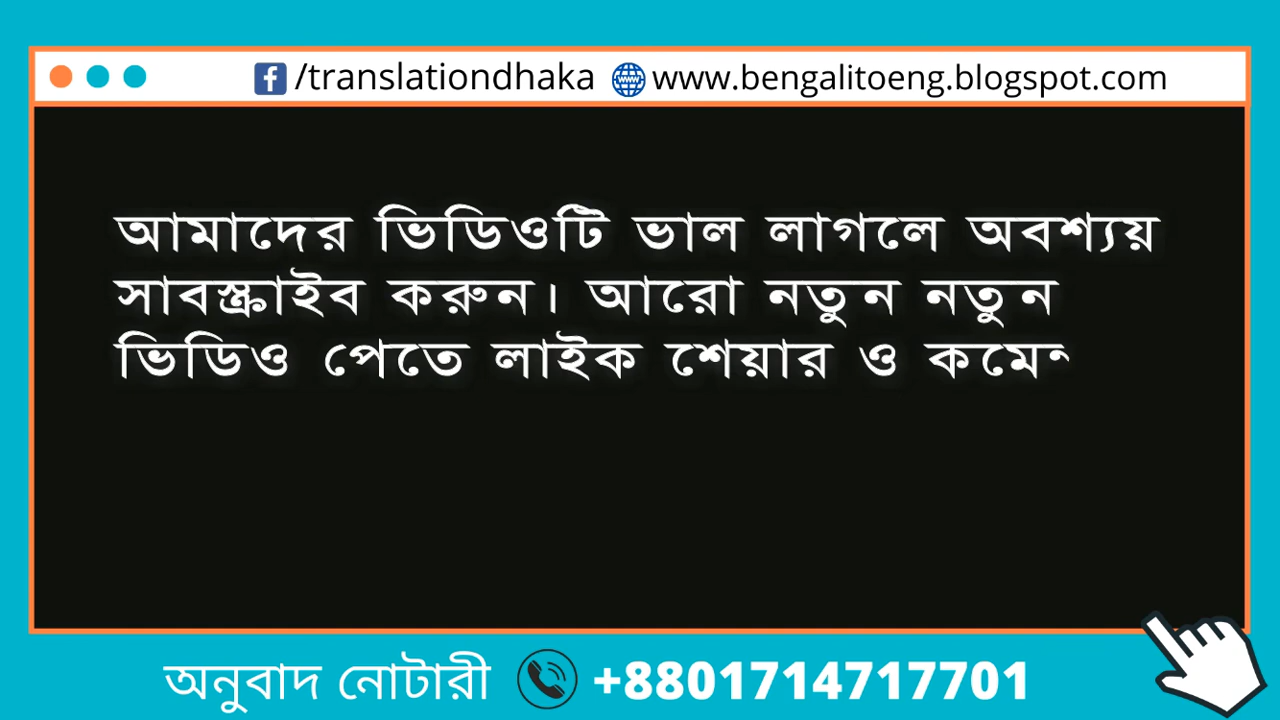 /translationdhaka www.bengalitoeng.blogspot.com
আমাদের ভিডিওটি ভাল লাগলে অবশ্যয়
সাবস্ক্রাইব করুন। আরো নতুন নতুন
ভিডিও পেতে লাইক শেয়ার ও কমেন
অনুবাদ নোটারী +8801714717701